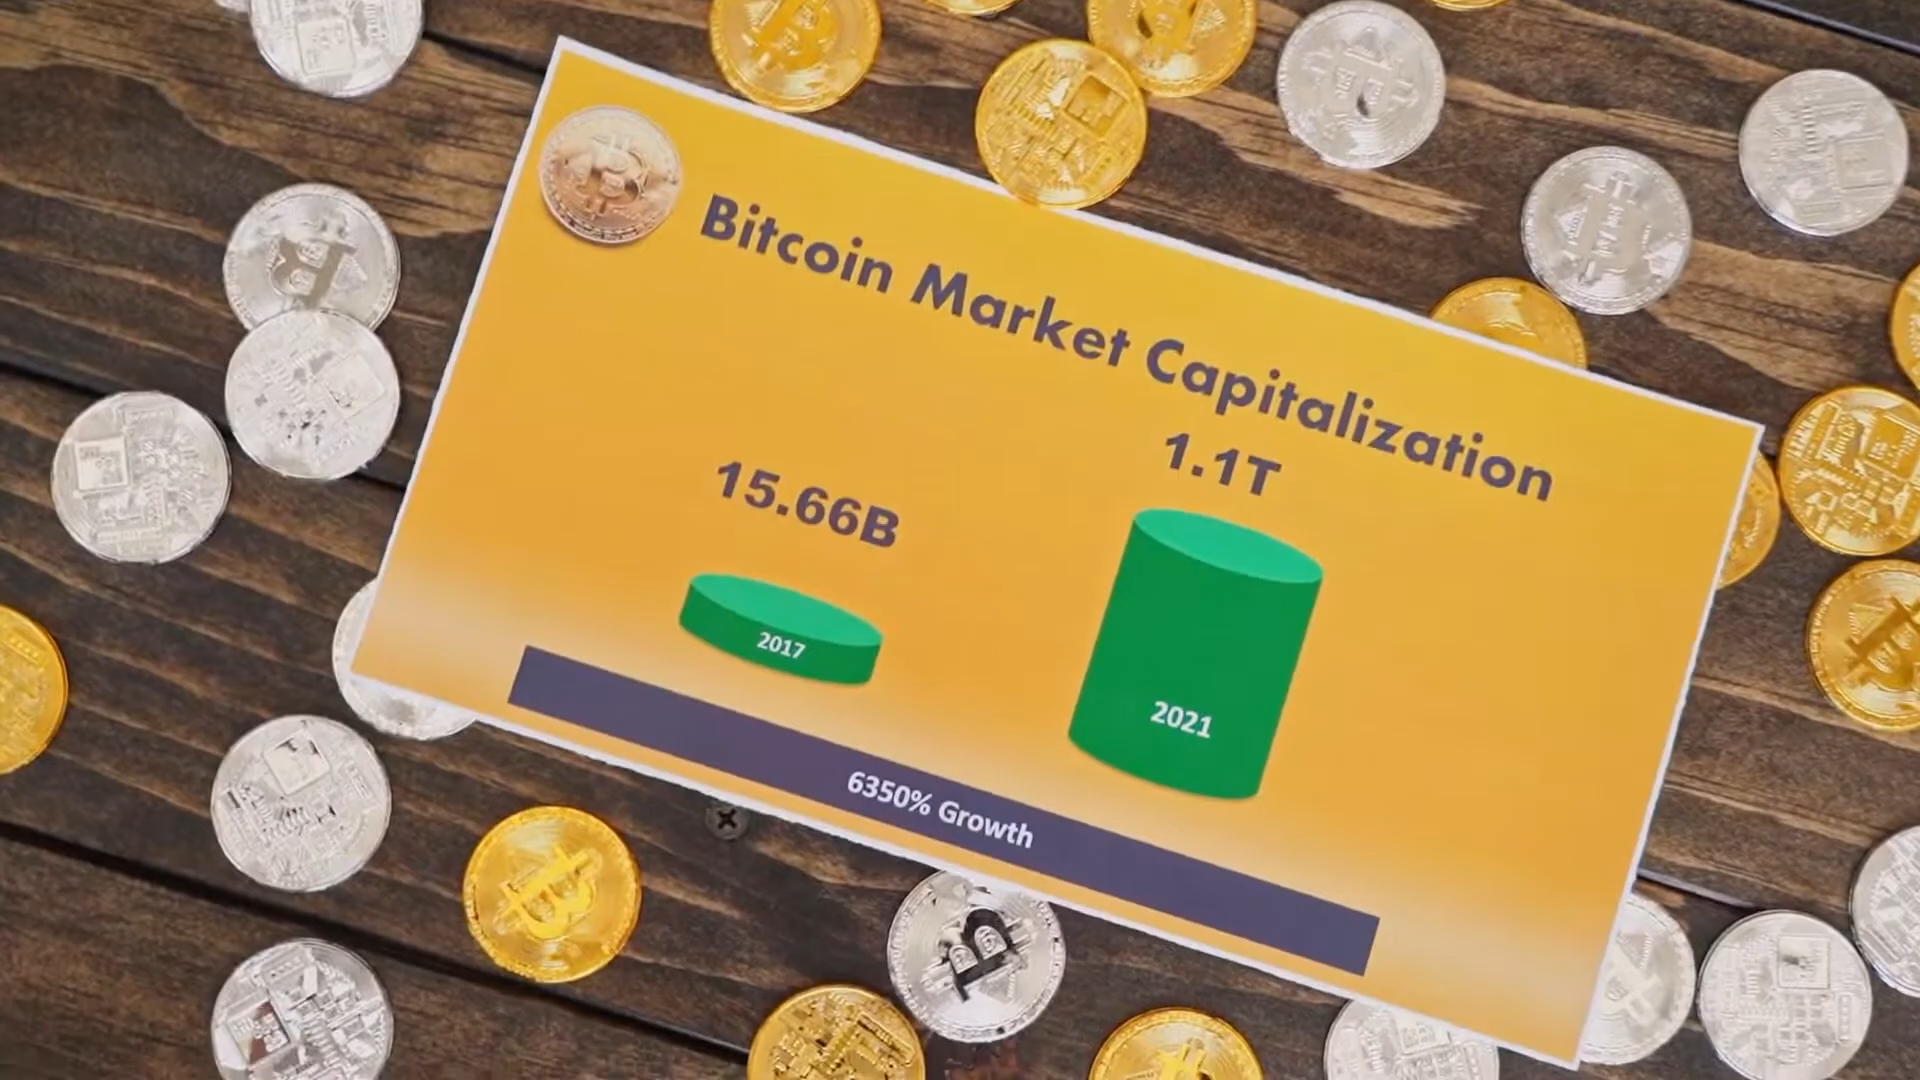 Bitcoin Market Capitalization
15.66B
1.1T
2017
2021
6350% Growth